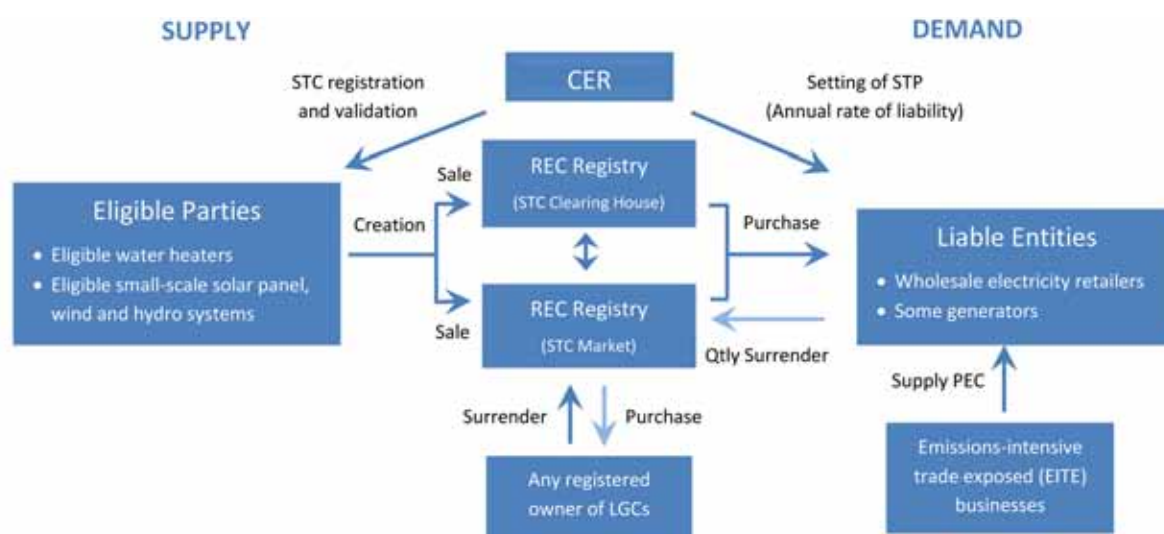 SUPPLY
DEMAND
CER
STC registration
and validation
Setting of STP
(Annual rate of liability)
Eligible Parties
• Eligible water heaters
• Eligible small-scale solar panel,
wind and hydro systems
Creation
Sale
Sale
REC Registry
(STC Clearing House)
REC Registry
(STC Market)
Purchase
Qtly Surrender
Liable Entities
• Wholesale electricity retailers
• Some generators
Supply PEC
Surrender
Purchase
Any registered
owner of LGCs
Emissions-intensive
trade exposed (EITE)
businesses